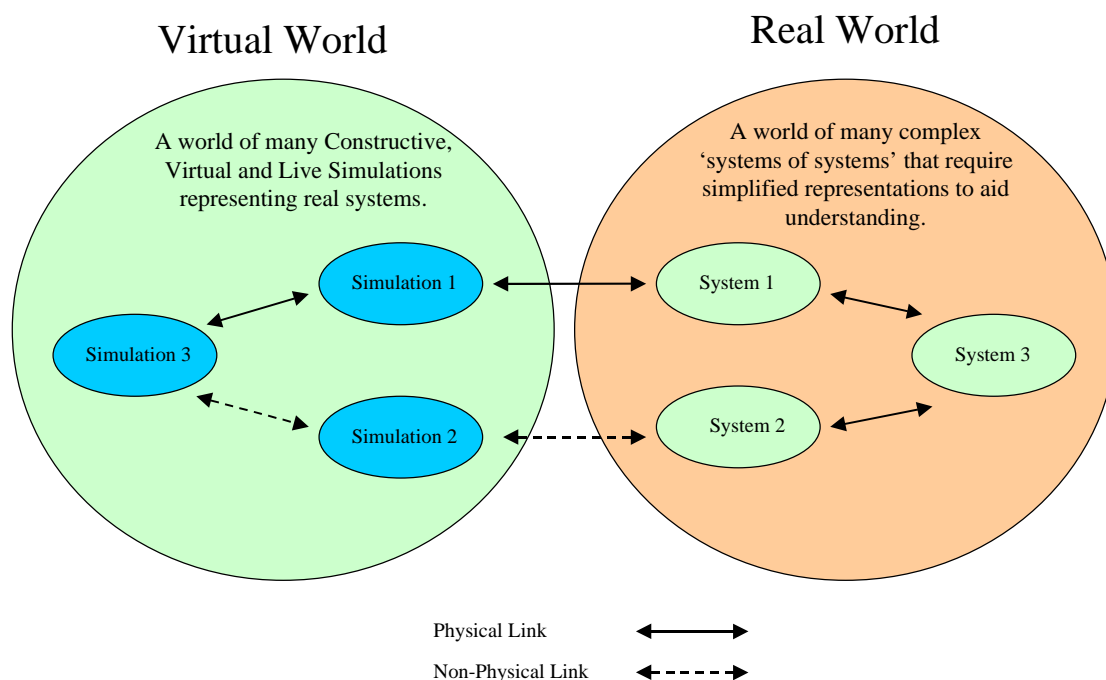 Virtual World
Real World
A world of many Constructive,
Virtual and Live Simulations
representing real systems.
A world of many complex
‘systems of systems’ that require
simplified representations to aid
understanding.
Simulation 1
System 1
Simulation 3
System 3
Simulation 2
System 2
Physical Link
Non-Physical Link